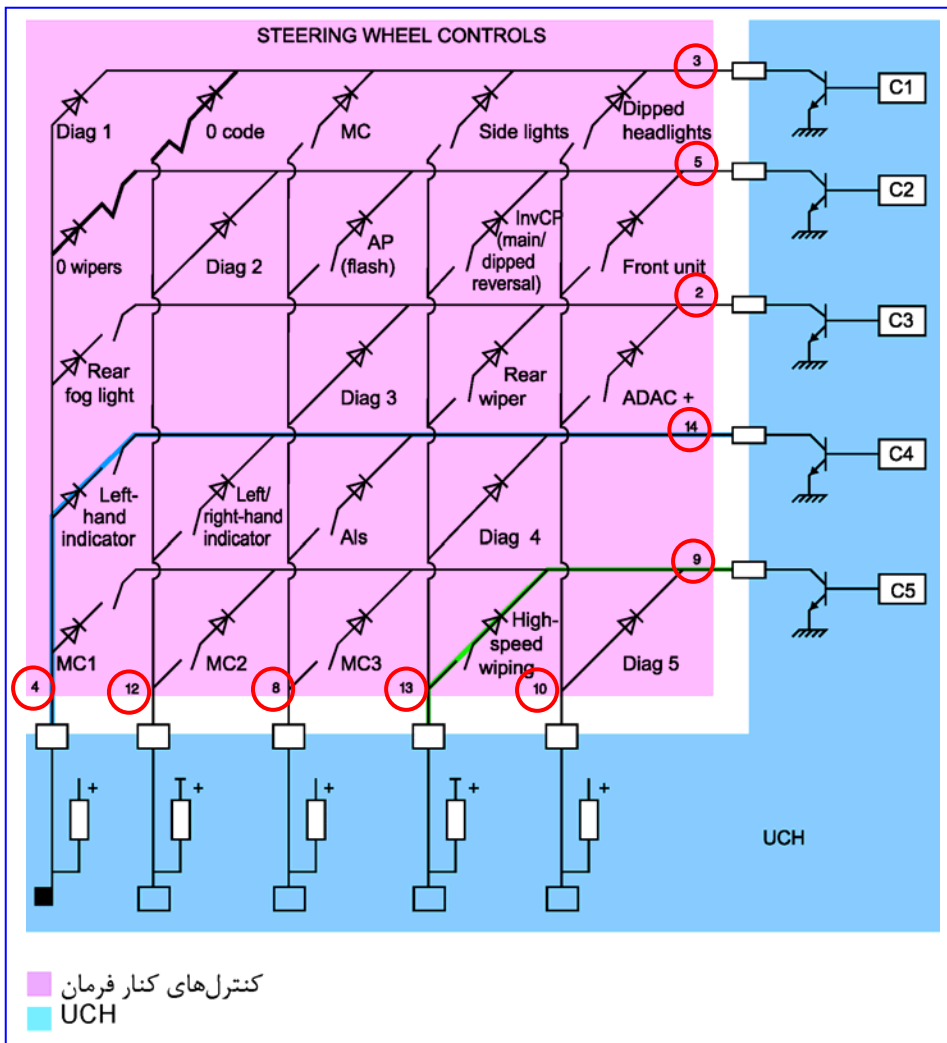 STEERING WHEEL CONTROLS
3
C1
Diag 1
0 code
MC
Side lights
Dipped
headlights
5
C2
0 wipers
Diag 2
AP
(flash)
InvCP
(main/
dipped
reversal)
Front unit
2
C3
Rear
fog light
Diag 3
Rear
wiper
ADAC +
14
C4
Left-
hand
indicator
Left/
right-hand
indicator
Als
Diag 4
9
C5
MC1
MC2
MC3
High-
speed
wiping
Diag 5
4
12
8
13
10
+
+
+
+
+
UCH
کنترل‌های کنار فرمان
UCH